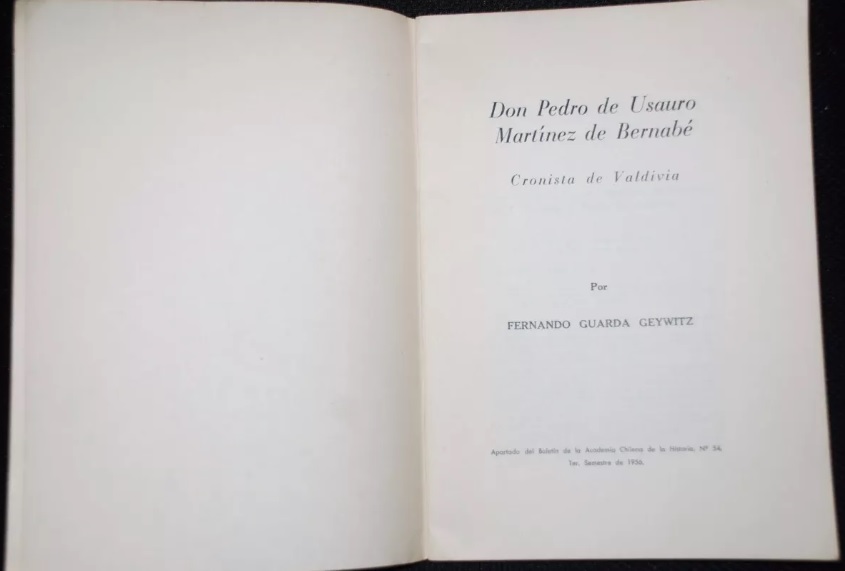 Don Pedro de Usauro
Martínez de Bernabé
Cronista de Valdivia
Por
FERNANDO GUARDA GEYWITZ
Apartado del Boletín de la Academia Chilena de la Historia, Nº 54,
1er. Semestre de 1956.